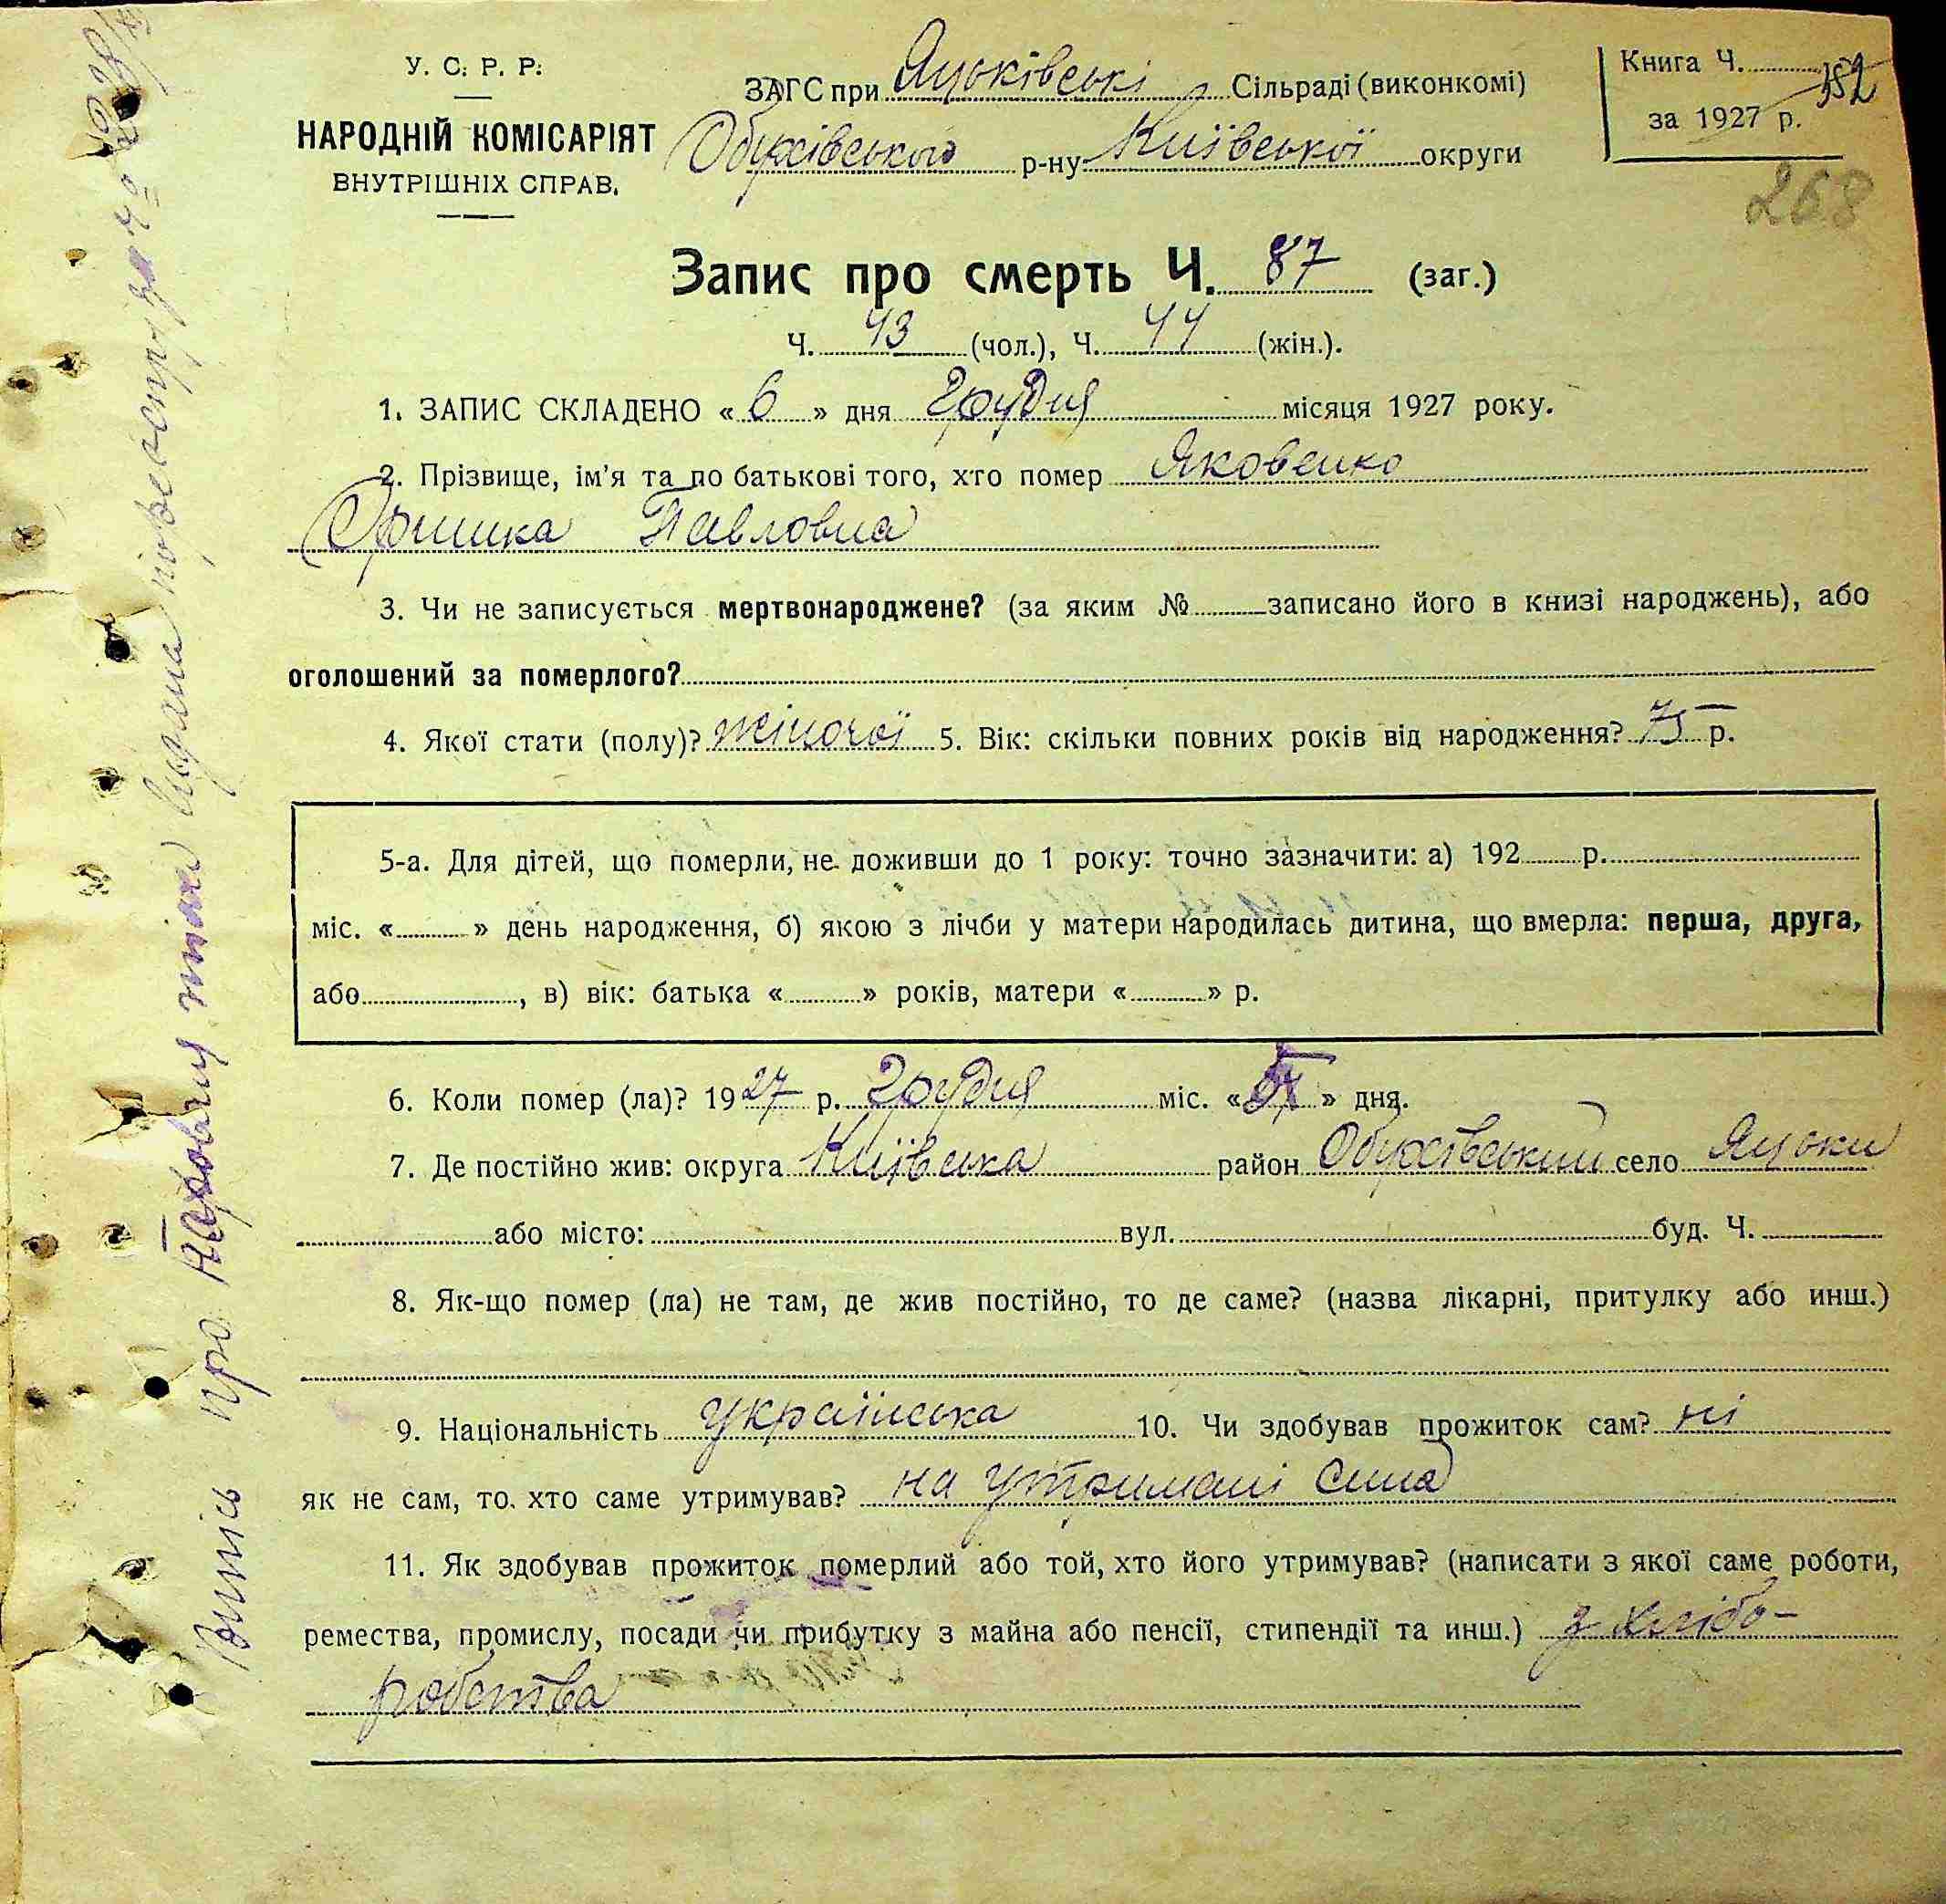 У. С. Р. Р.
НАРОДНІЙ КОМІСАРІЯТ
ВНУТРІШНІХ СПРАВ.
ЗАГС при Яцьківські Сільраді (виконкомі)
Обухівського р-ну Київської округи
Книга Ч. 352
за 1927 р.
268
Запис про смерть Ч. 87 (заг.)
Ч. 43 (чол.), Ч. 44 (жін.).
1. ЗАПИС СКЛАДЕНО « 6 » дня Грудня місяця 1927 року.
2. Прізвище, ім'я та по батькові того, хто помер Яковенко
Оришка Павловна
3. Чи не записується мертвонароджене? (за яким № записано його в книзі народжень), або
оголошений за померлого?
4. Якої стати (полу)? жіночої 5. Вік: скільки повних років від народження? 75 р.
5-а. Для дітей, що померли, не доживши до 1 року: точно зазначити: а) 192 р.
міс. « » день народження, б) якою з лічби у матери народилась дитина, що вмерла: перша, друга,
або , в) вік: батька « » років, матери « » р.
6. Коли помер (ла)? 1927 р. Грудня міс. « » дня.
7. Де постійно жив: округа Київська район Обухівський село Яцьки
або місто: вул. буд. Ч.
8. Як-що помер (ла) не там, де жив постійно, то де саме? (назва лікарні, притулку або инш.)
9. Національність українська 10. Чи здобував прожиток сам? ні
як не сам, то хто саме утримував? на утримані сина
11. Як здобував прожиток померлий або той, хто його утримував? (написати з якої саме роботи,
ремества, промислу, посади чи прибутку з майна або пенсії, стипендії та инш.) з хлібо-
робства
Випись про поховання тіла видана